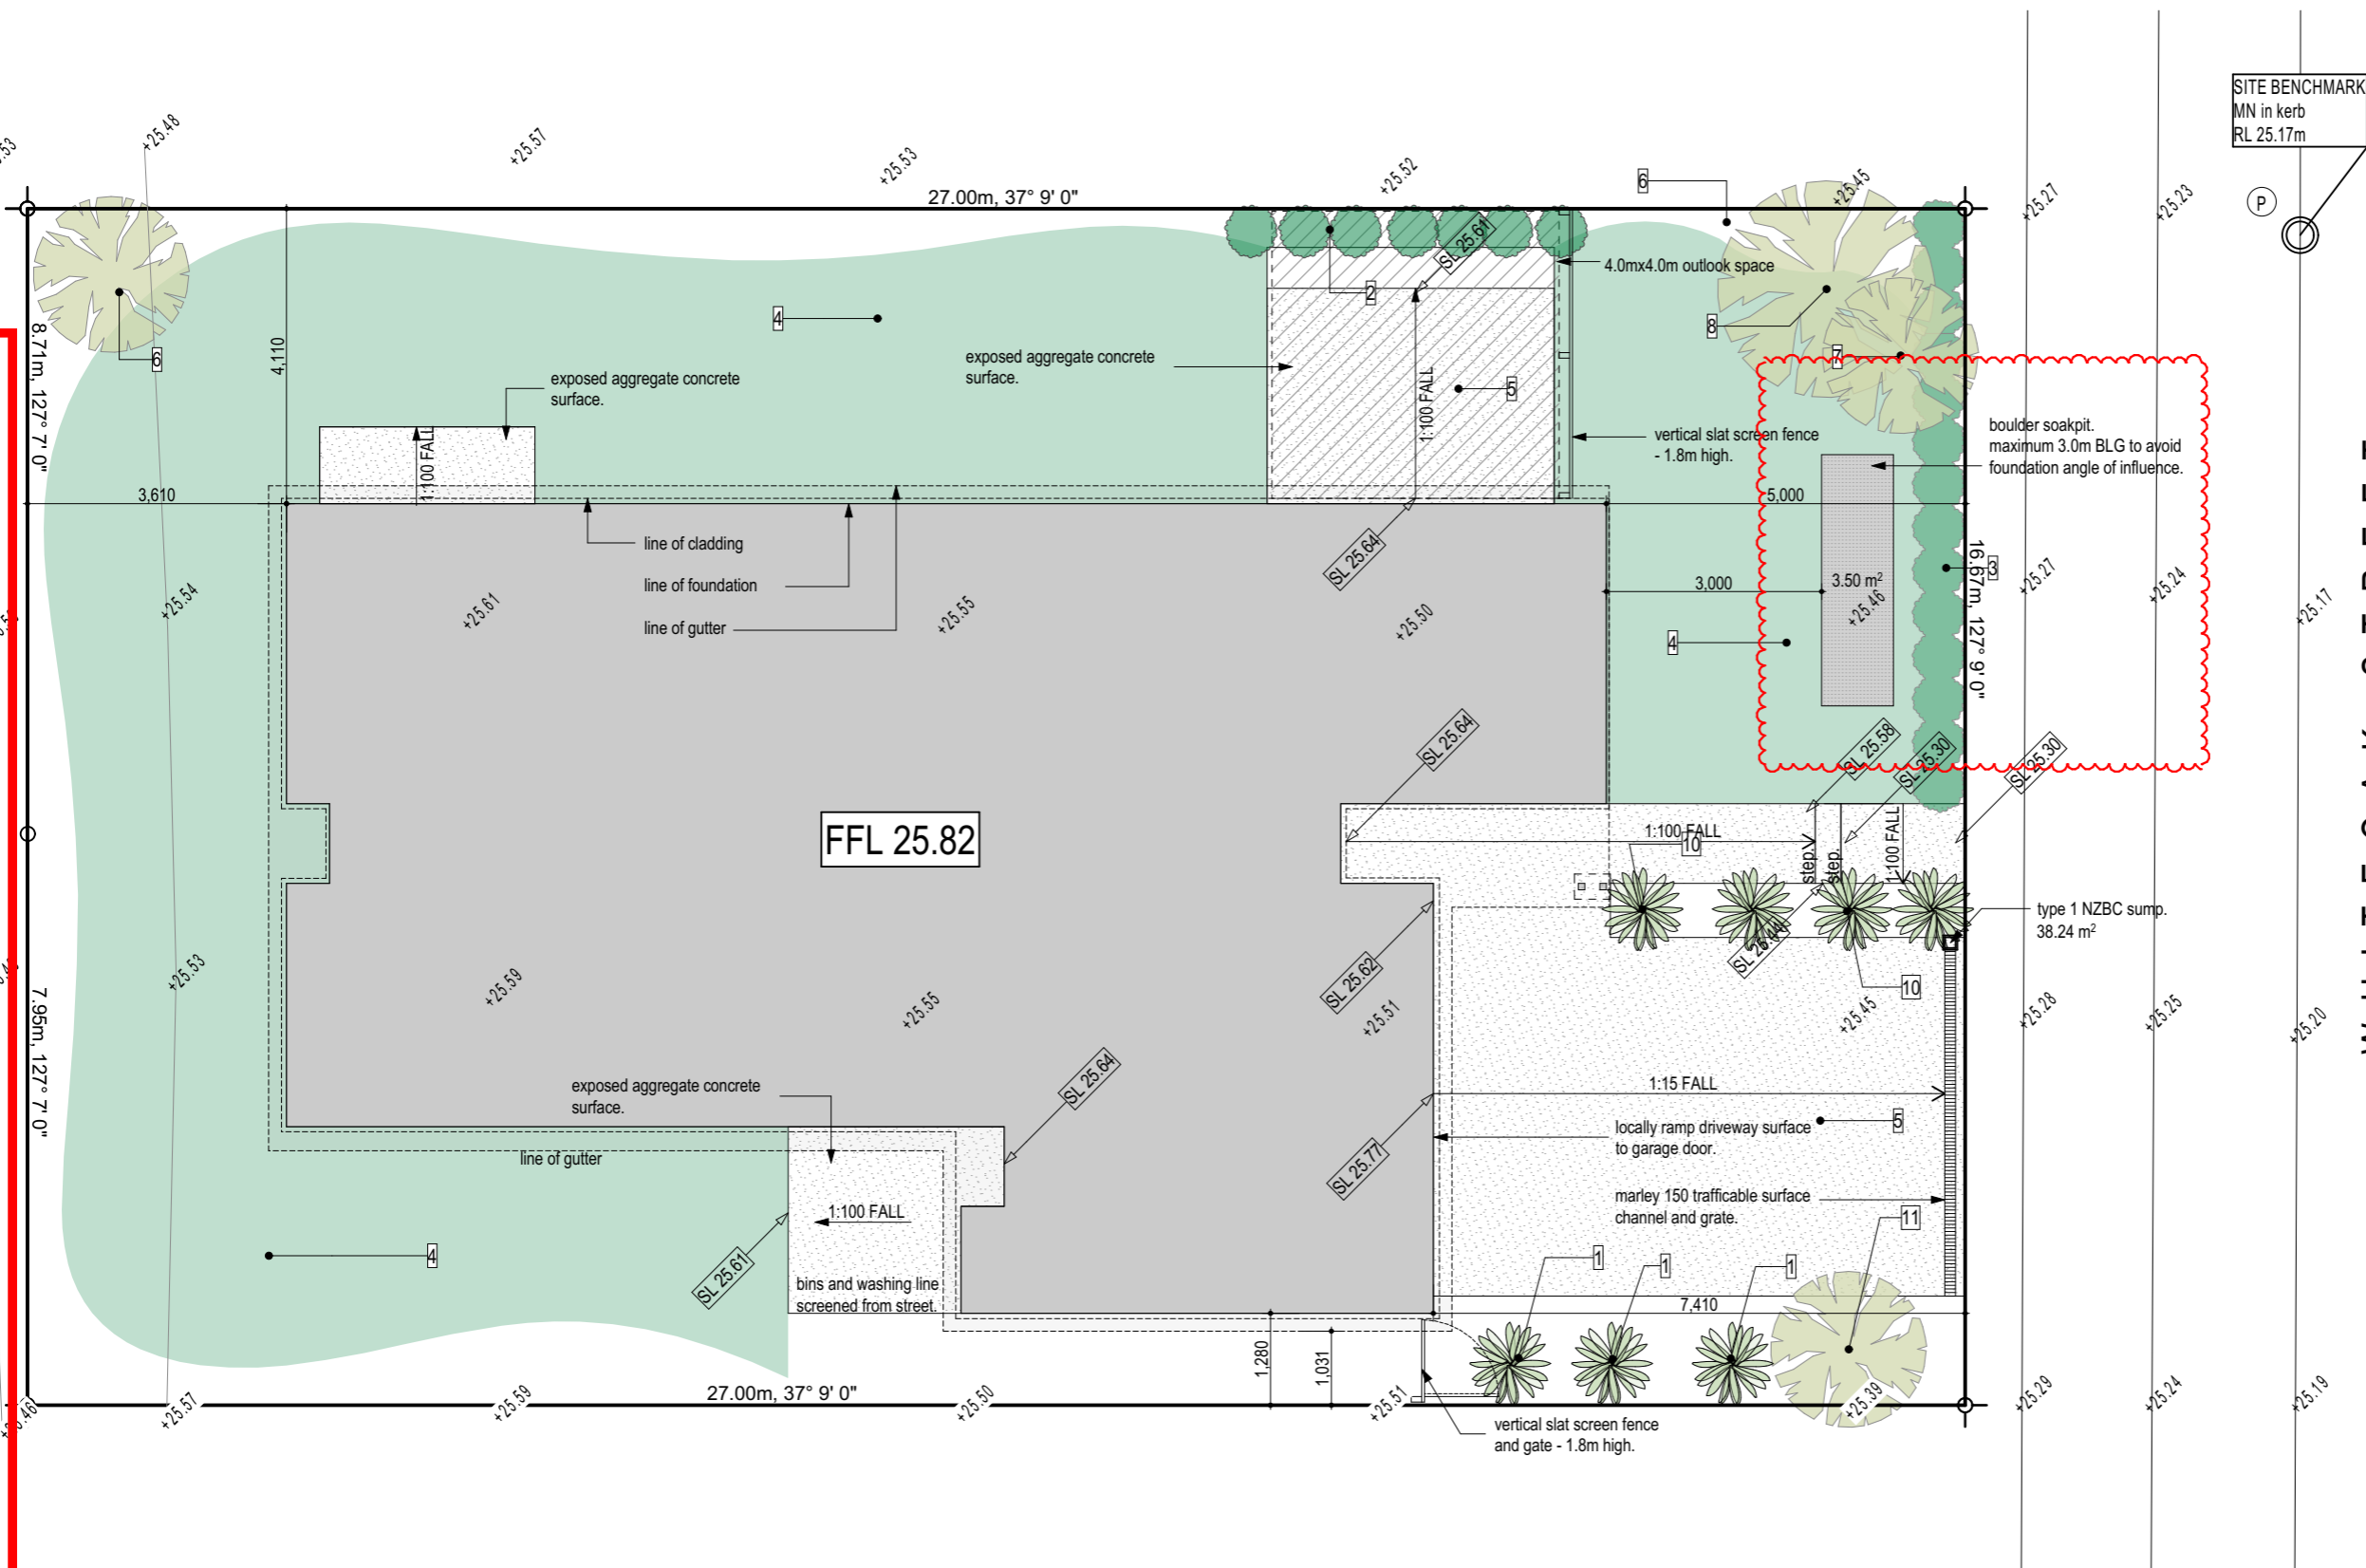 SITE BENCHMARK
MN in kerb
RL 25.17m
P
+25.48
+25.57
+25.53
+25.52
+25.45
+25.27
+25.23
27.00m, 37° 9' 0"
6
8
7
6
4
2
5
4.0mx4.0m outlook space
SL 25.61
8.71m, 127° 7' 0"
4,110
3,610
exposed aggregate concrete
surface.
1:100 FALL
exposed aggregate concrete
surface.
1:100 FALL
vertical slat screen fence
- 1.8m high.
boulder soakpit.
maximum 3.0m BLG to avoid
foundation angle of influence.
5,000
16.67m, 127° 9' 0"
line of cladding
line of foundation
line of gutter
SL 25.64
3,000
3.50 m²
+25.46
3
4
+25.54
+25.61
+25.55
+25.50
+25.27
+25.24
+25.17
SL 25.64
SL 25.58
SL 25.30
SL 25.30
FFL 25.82
1:100 FALL
10
step.
step.
1:100 FALL
type 1 NZBC sump.
38.24 m²
SL 25.62
10
+25.53
+25.59
+25.55
+25.51
+25.45
+25.28
+25.25
+25.20
7.95m, 127° 7' 0"
SL 25.64
exposed aggregate concrete
surface.
1:15 FALL
locally ramp driveway surface
to garage door.
5
SL 25.77
line of gutter
marley 150 trafficable surface
channel and grate.
11
1:100 FALL
SL 25.61
4
bins and washing line
screened from street.
1
1
1
7,410
1,280
1,031
27.00m, 37° 9' 0"
+25.46
+25.57
+25.59
+25.50
+25.51
+25.39
+25.29
+25.24
+25.19
vertical slat screen fence
and gate - 1.8m high.